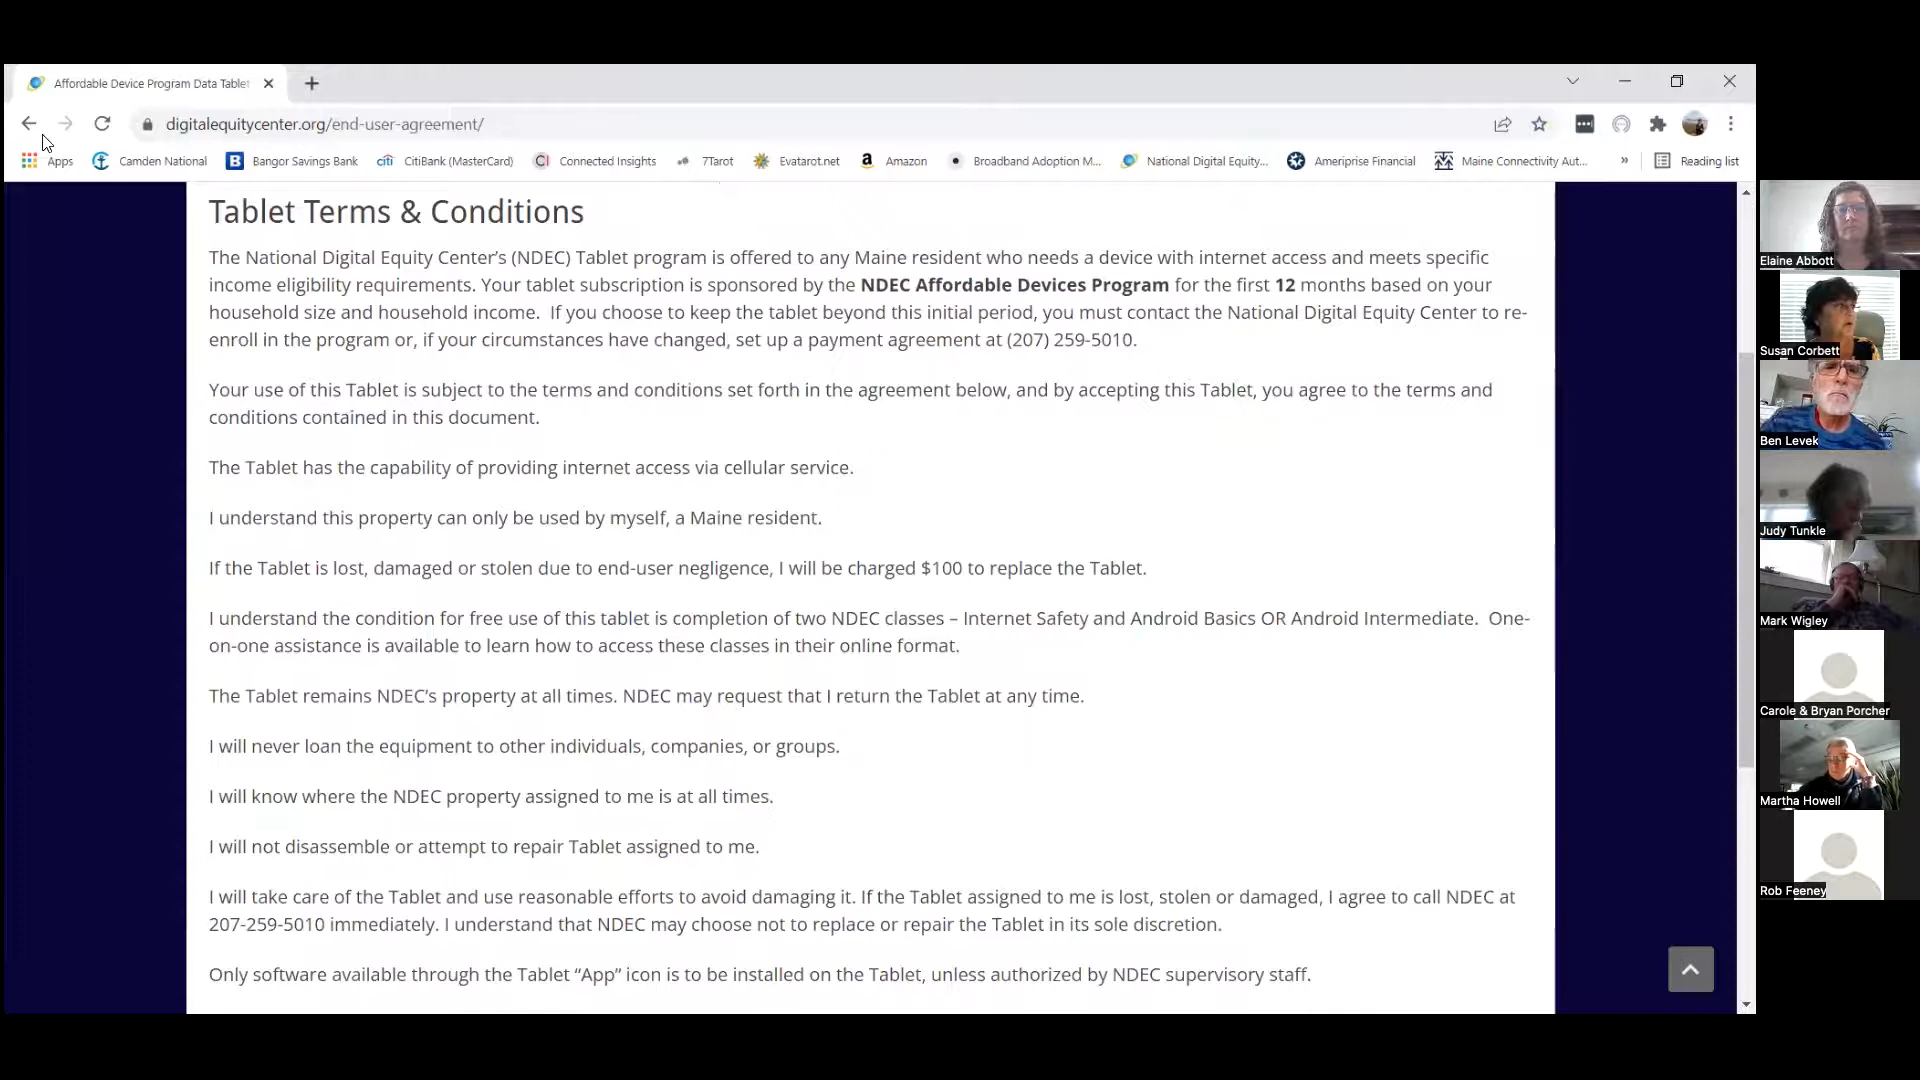 Affordable Device Program Data Tablet
digitalequitycenter.org/end-user-agreement/
Apps Camden National Bangor Savings Bank CitiBank (MasterCard) Connected Insights 7Tarot Evatarot.net Amazon Broadband Adoption M... National Digital Equity... Ameriprise Financial Maine Connectivity Aut... » Reading list
Tablet Terms & Conditions
The National Digital Equity Center’s (NDEC) Tablet program is offered to any Maine resident who needs a device with internet access and meets specific
income eligibility requirements. Your tablet subscription is sponsored by the NDEC Affordable Devices Program for the first 12 months based on your
household size and household income.  If you choose to keep the tablet beyond this initial period, you must contact the National Digital Equity Center to re-
enroll in the program or, if your circumstances have changed, set up a payment agreement at (207) 259-5010.
Your use of this Tablet is subject to the terms and conditions set forth in the agreement below, and by accepting this Tablet, you agree to the terms and
conditions contained in this document.
The Tablet has the capability of providing internet access via cellular service.
I understand this property can only be used by myself, a Maine resident.
If the Tablet is lost, damaged or stolen due to end-user negligence, I will be charged $100 to replace the Tablet.
I understand the condition for free use of this tablet is completion of two NDEC classes – Internet Safety and Android Basics OR Android Intermediate.  One-
on-one assistance is available to learn how to access these classes in their online format.
The Tablet remains NDEC’s property at all times. NDEC may request that I return the Tablet at any time.
I will never loan the equipment to other individuals, companies, or groups.
I will know where the NDEC property assigned to me is at all times.
I will not disassemble or attempt to repair Tablet assigned to me.
I will take care of the Tablet and use reasonable efforts to avoid damaging it. If the Tablet assigned to me is lost, stolen or damaged, I agree to call NDEC at
207-259-5010 immediately. I understand that NDEC may choose not to replace or repair the Tablet in its sole discretion.
Only software available through the Tablet “App” icon is to be installed on the Tablet, unless authorized by NDEC supervisory staff.
Elaine Abbott
Susan Corbett
Ben Levek
Judy Tunkle
Mark Wigley
Carole & Bryan Porcher
Martha Howell
Rob Feeney